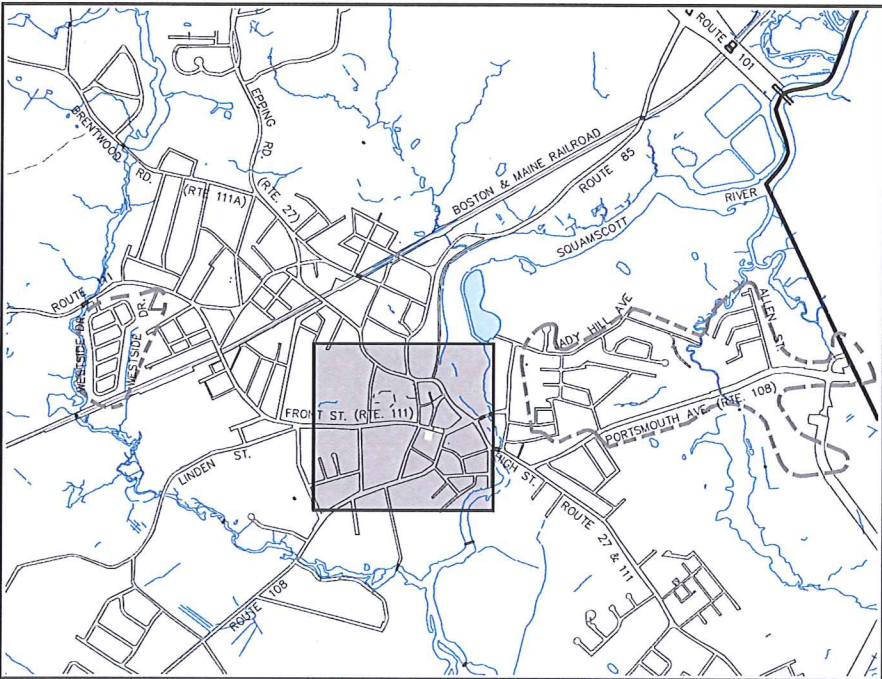 ROUTE 101
EPPING RD.
(RTE. 27)
BRENTWOOD RD.
(RTE 111A)
BOSTON & MAINE RAILROAD
ROUTE 85
SQUAMSCOTT RIVER
ROUTE 111
WESTSIDE DR.
WESTSIDE DR.
ADY HILL AVE
ALLEN ST.
FRONT ST. (RTE. 111)
PORTSMOUTH AVE. (RTE. 108)
LINDEN ST.
HIGH ST.
ROUTE 27 & 111
ROUTE 108